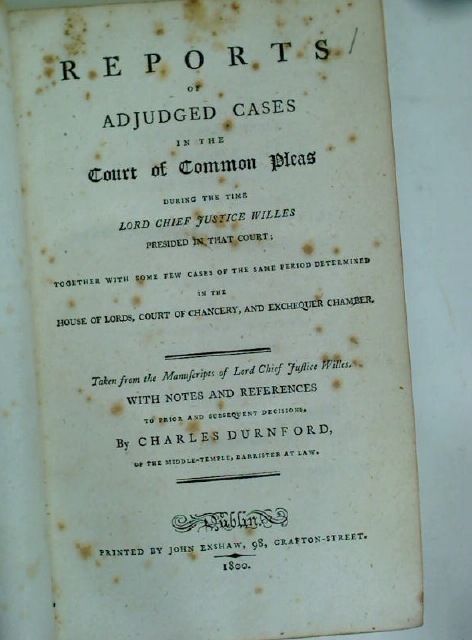 REPORTS
OF
ADJUDGED CASES
IN THE
Court of Common Pleas
DURING THE TIME
LORD CHIEF JUSTICE WILLES
PRESIDED IN THAT COURT;
TOGETHER WITH SOME FEW CASES OF THE SAME PERIOD DETERMINED
IN THE
HOUSE OF LORDS, COURT OF CHANCERY, AND EXCHEQUER CHAMBER.
Taken from the Manuſcripts of Lord Chief Juſtice Willes.
WITH NOTES AND REFERENCES
TO PRIOR AND SUBSEQUENT DECISIONS,
By CHARLES DURNFORD,
OF THE MIDDLE-TEMPLE, BARRISTER AT LAW.
Dublin:
PRINTED BY JOHN EXSHAW, 98, GRAFTON-STREET.
1800.